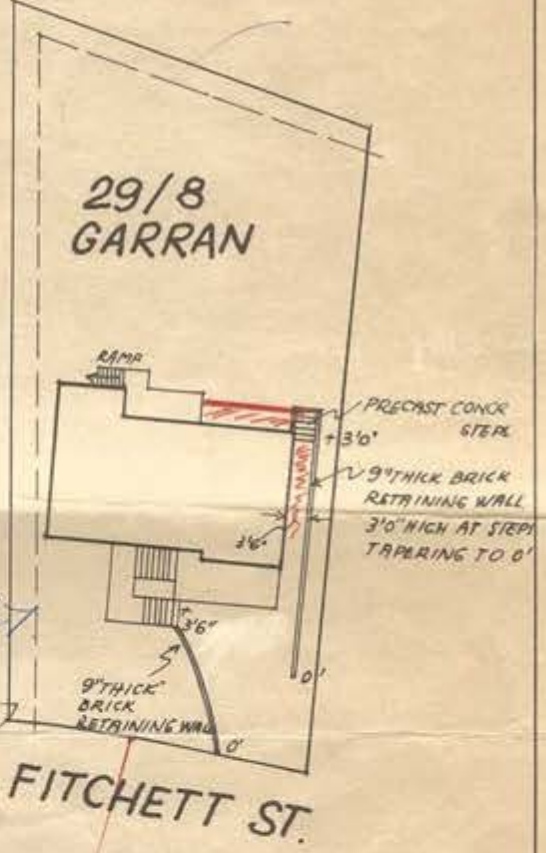 29/8
GARRAN
RAMP
PRECAST CONCR
STEPS
+3'0"
9" THICK BRICK
RETAINING WALL
3'0" HIGH AT STEPS
TAPERING TO 0'
3'6"
+
3'6"
9" THICK"
BRICK
RETAINING WALL
0'
0'
FITCHETT ST.